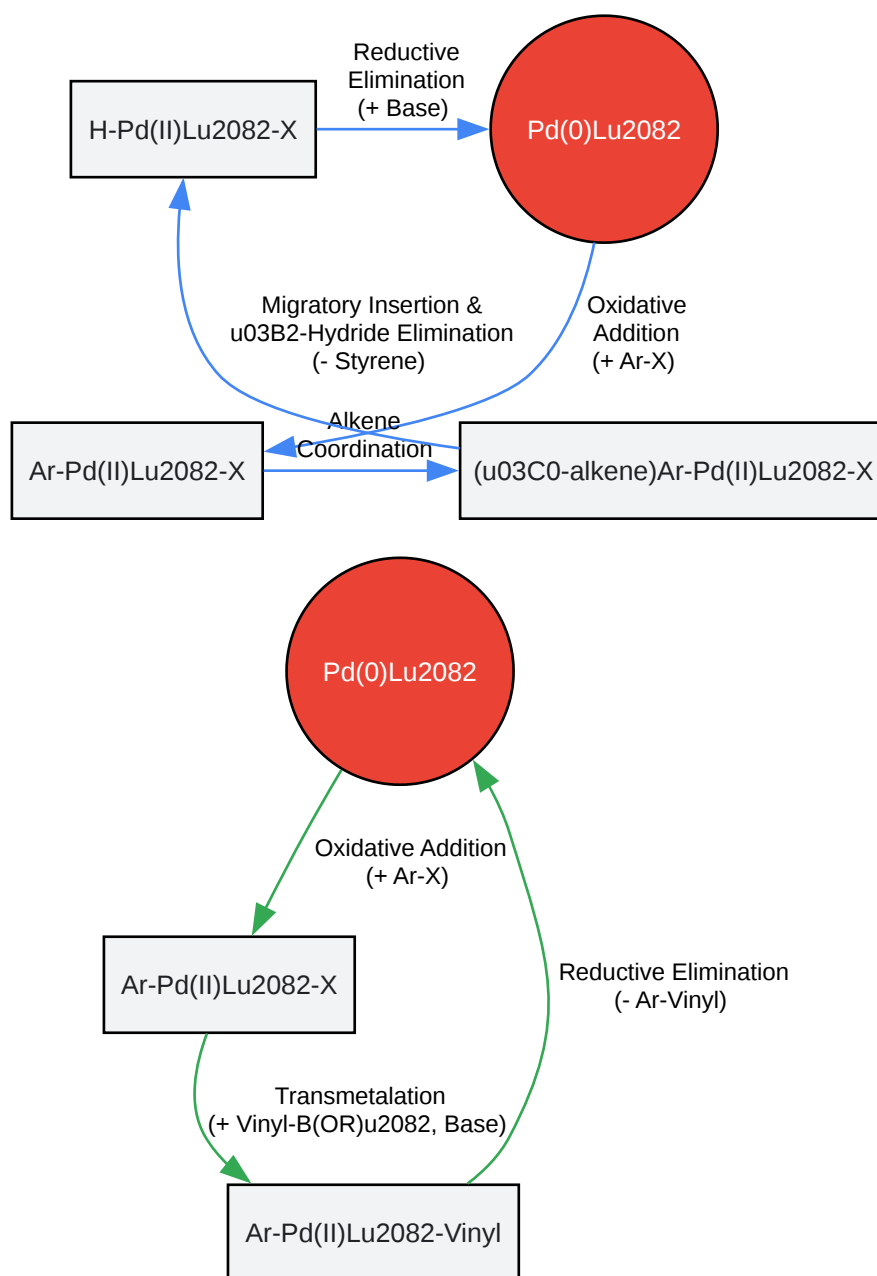 Reductive
Elimination
(+ Base)
H-Pd(II)Lu2082-X
Pd(0)Lu2082
Migratory Insertion &
u03B2-Hydride Elimination
(- Styrene)
Oxidative
Addition
(+ Ar-X)
Alkene
Coordination
Ar-Pd(II)Lu2082-X
(u03C0-alkene)Ar-Pd(II)Lu2082-X
Pd(0)Lu2082
Oxidative Addition
(+ Ar-X)
Ar-Pd(II)Lu2082-X
Reductive Elimination
(- Ar-Vinyl)
Transmetalation
(+ Vinyl-B(OR)u2082, Base)
Ar-Pd(II)Lu2082-Vinyl